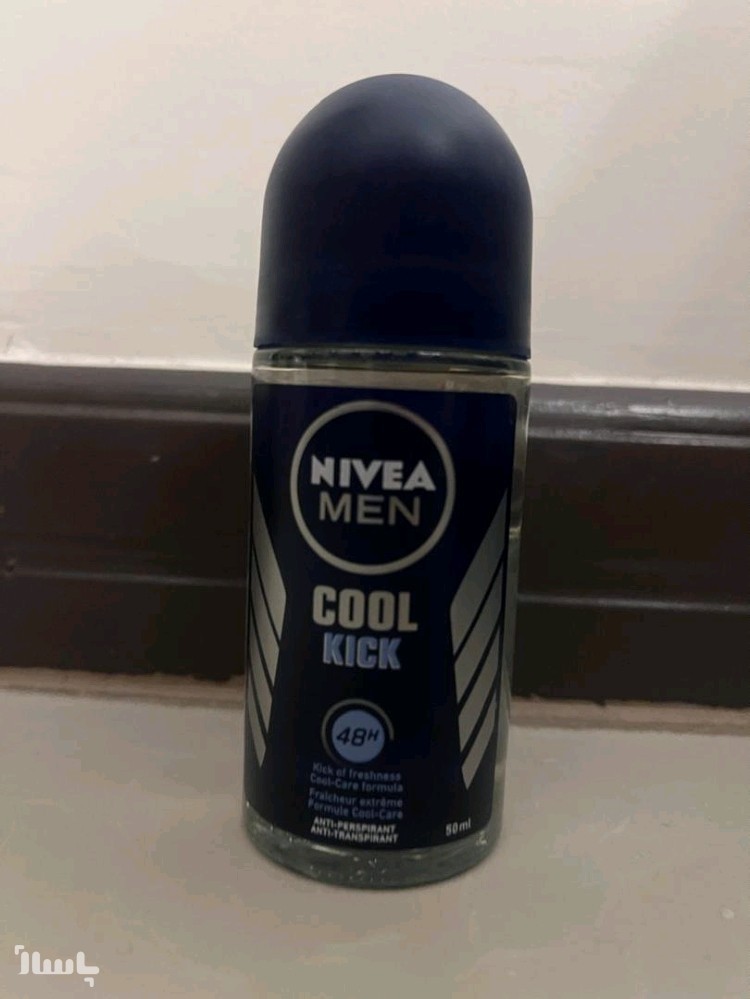 NIVEA
MEN
COOL
KICK
48H
Kick of freshness
Cool-Care formula
Fraîcheur extrême
Formule Cool-Care
ANTI-PERSPIRANT
ANTI-TRANSPIRANT
50ml
باسلام